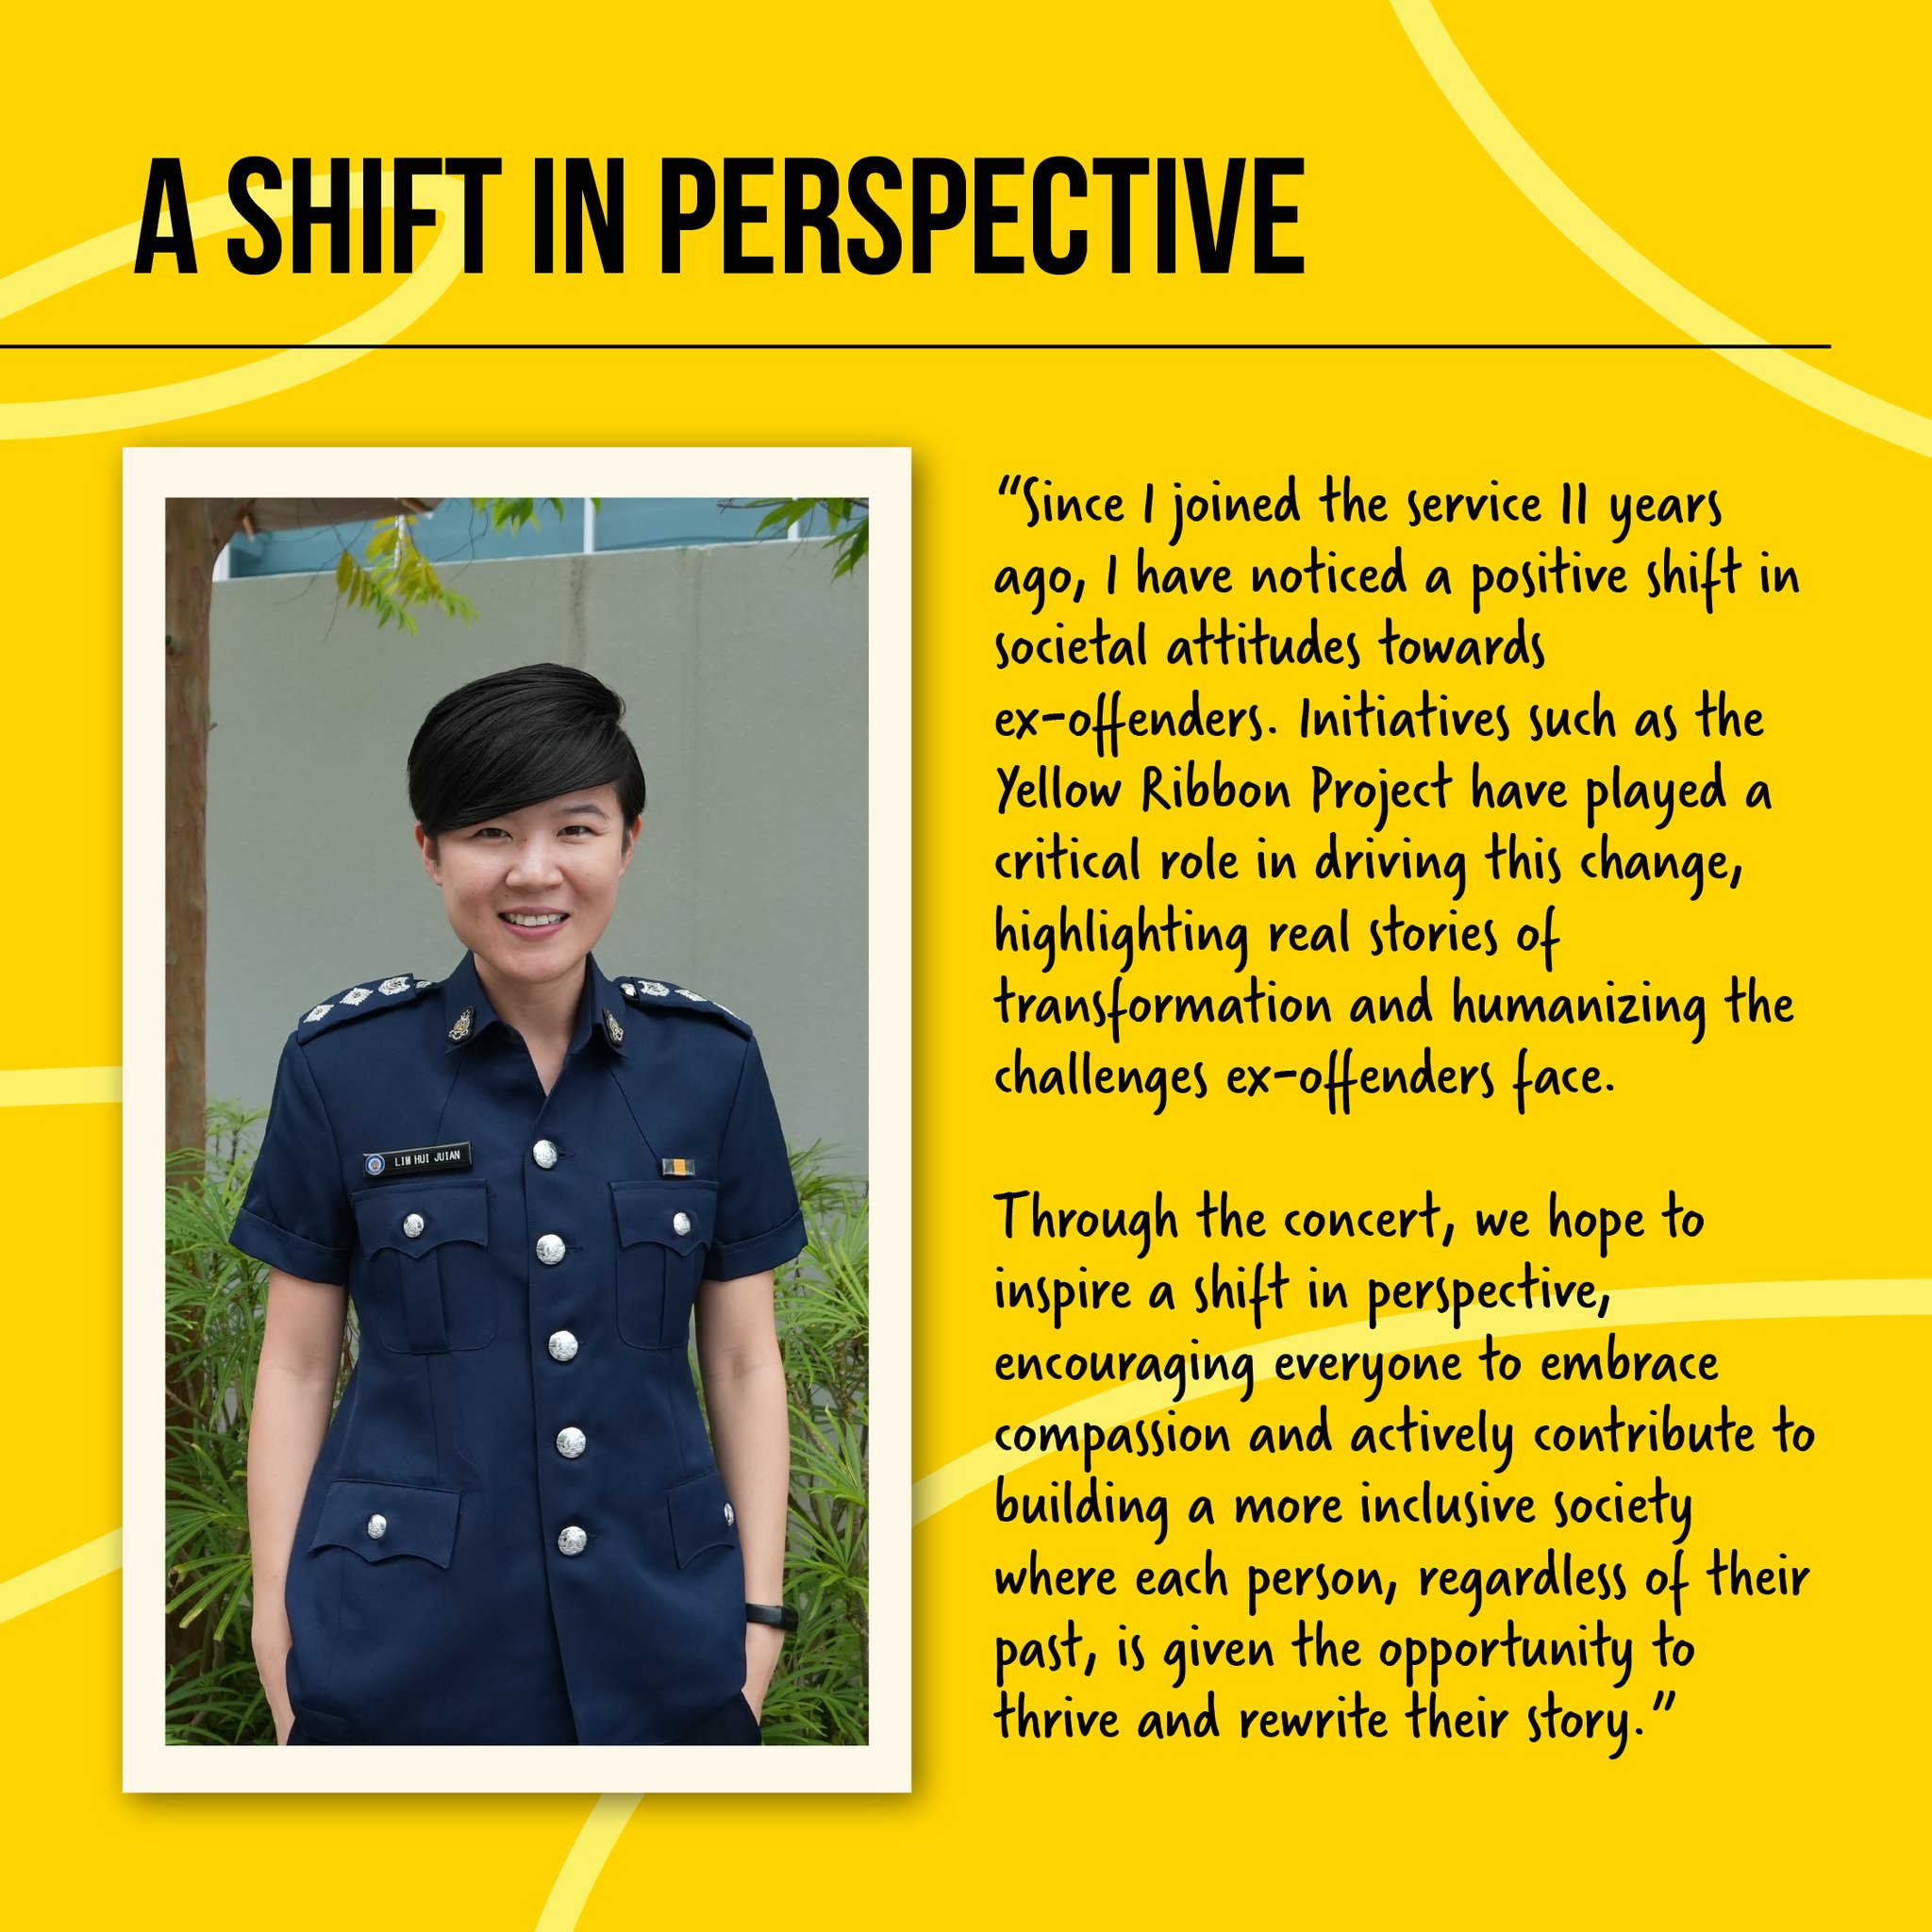 A SHIFT IN PERSPECTIVE
LIM HUI JUIAN
“Since I joined the service 11 years
ago, I have noticed a positive shift in
societal attitudes towards
ex-offenders. Initiatives such as the
Yellow Ribbon Project have played a
critical role in driving this change,
highlighting real stories of
transformation and humanizing the
challenges ex-offenders face.
Through the concert, we hope to
inspire a shift in perspective,
encouraging everyone to embrace
compassion and actively contribute to
building a more inclusive society
where each person, regardless of their
past, is given the opportunity to
thrive and rewrite their story.”